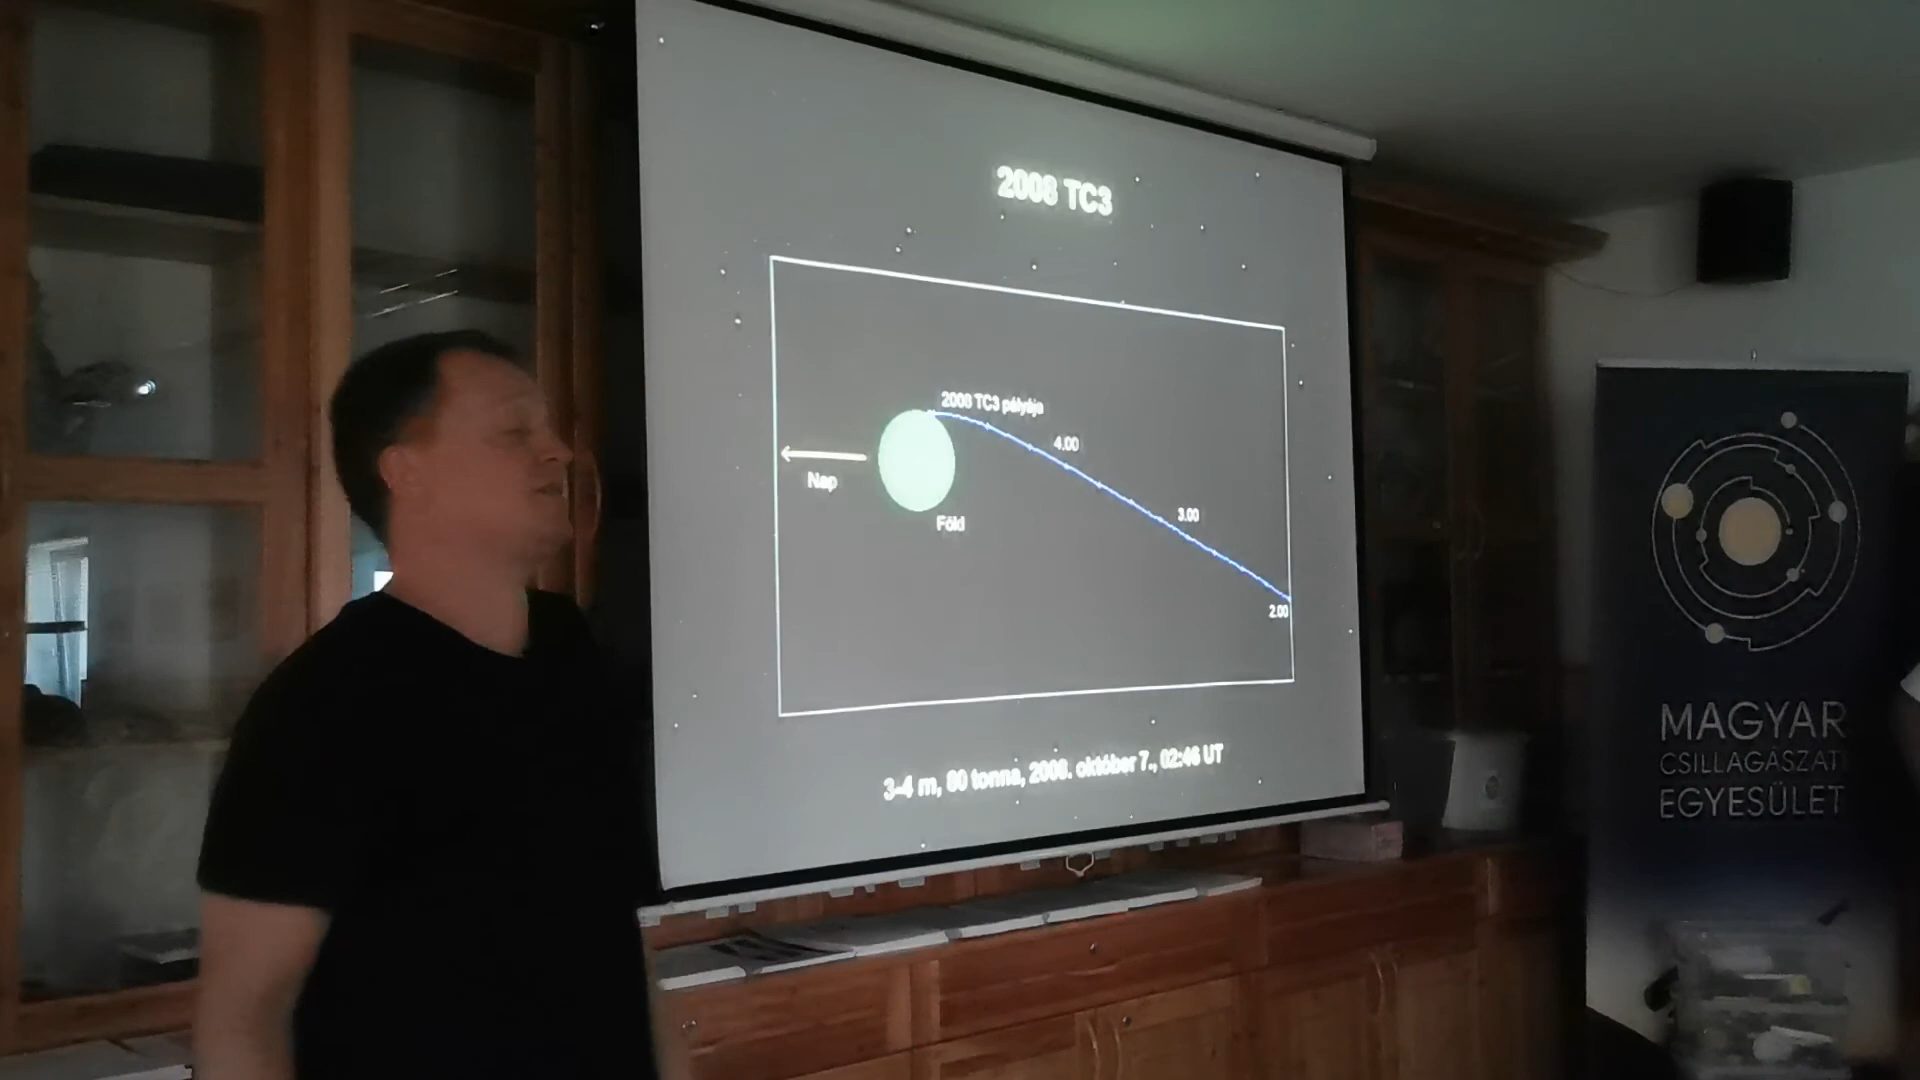 2008 TC3
2008 TC3 pályája
4.00
Nap
3.00
Föld
2.00
3-4 m, 80 tonna, 2008. október 7., 02:46 UT
MAGYAR
CSILLAGÁSZATI
EGYESÜLET